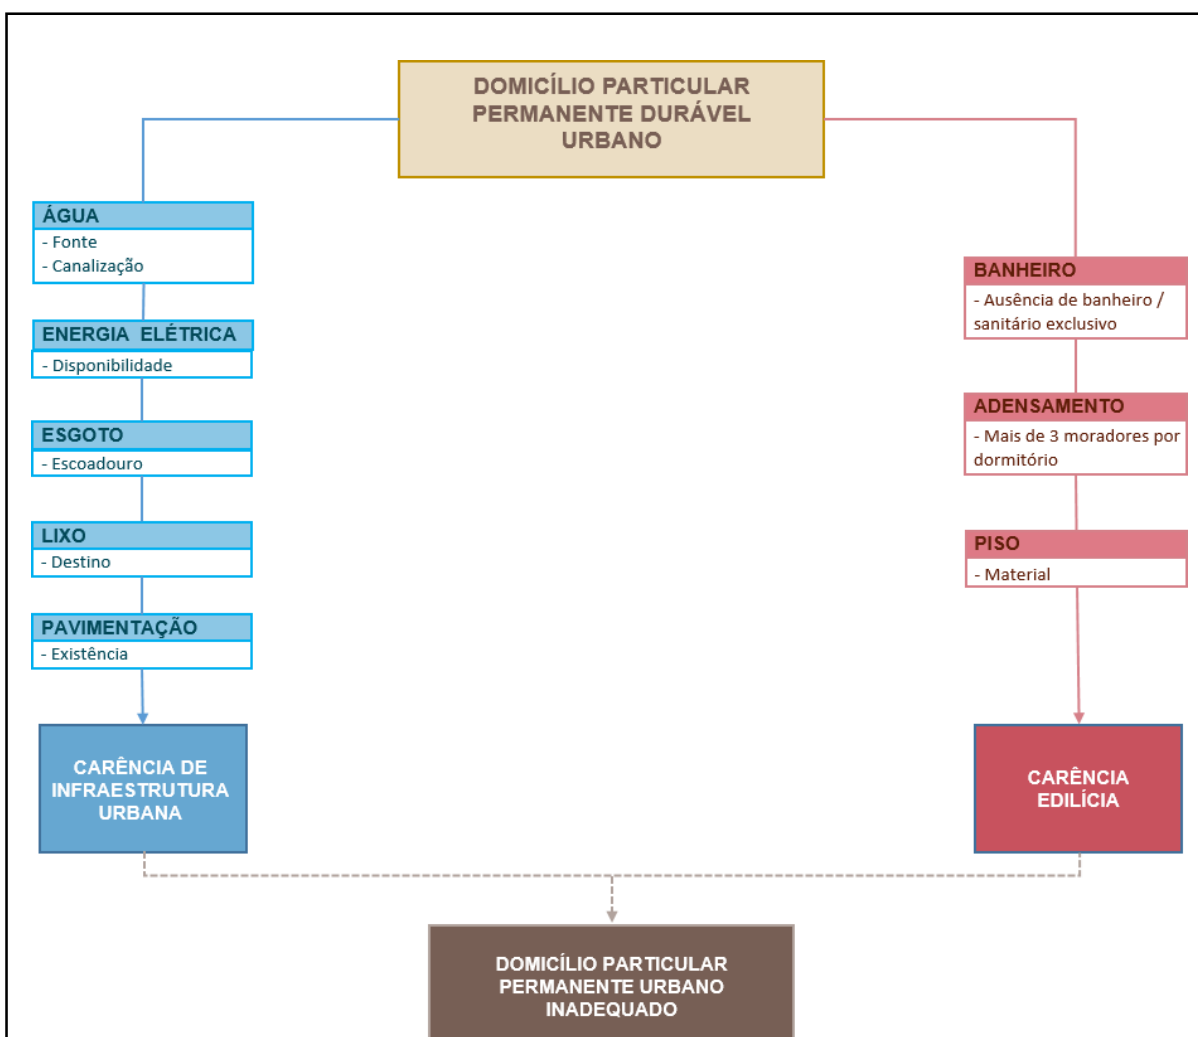 DOMICÍLIO PARTICULAR
PERMANENTE DURÁVEL
URBANO
ÁGUA
- Fonte
- Canalização
ENERGIA ELÉTRICA
- Disponibilidade
ESGOTO
- Escoadouro
LIXO
- Destino
PAVIMENTAÇÃO
- Existência
CARÊNCIA DE
INFRAESTRUTURA
URBANA
BANHEIRO
- Ausência de banheiro /
sanitário exclusivo
ADENSAMENTO
- Mais de 3 moradores por
dormitório
PISO
- Material
CARÊNCIA
EDILÍCIA
DOMICÍLIO PARTICULAR
PERMANENTE URBANO
INADEQUADO